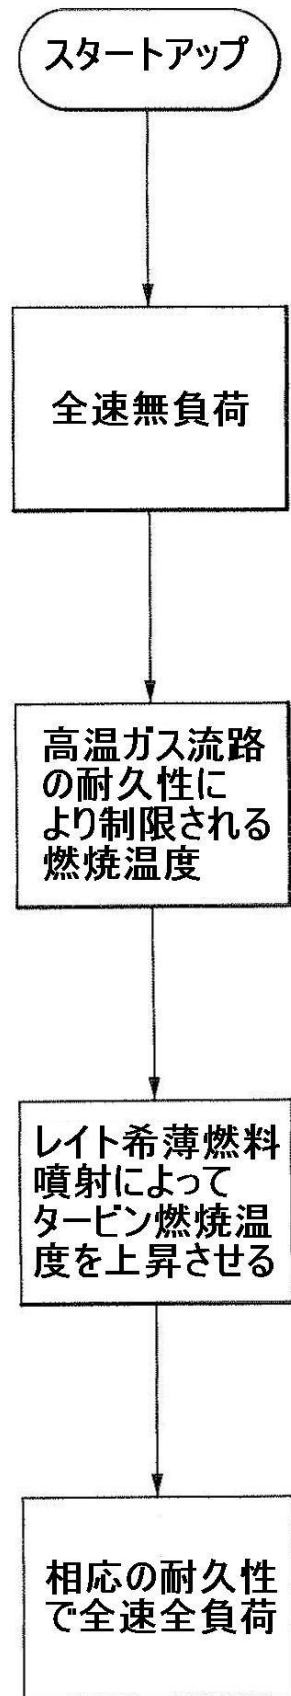 スタートアップ
全速無負荷
高温ガス流路
の耐久性に
より制限される
燃焼温度
レイト希薄燃料
噴射によって
タービン燃焼温
度を上昇させる
相応の耐久性
で全速全負荷